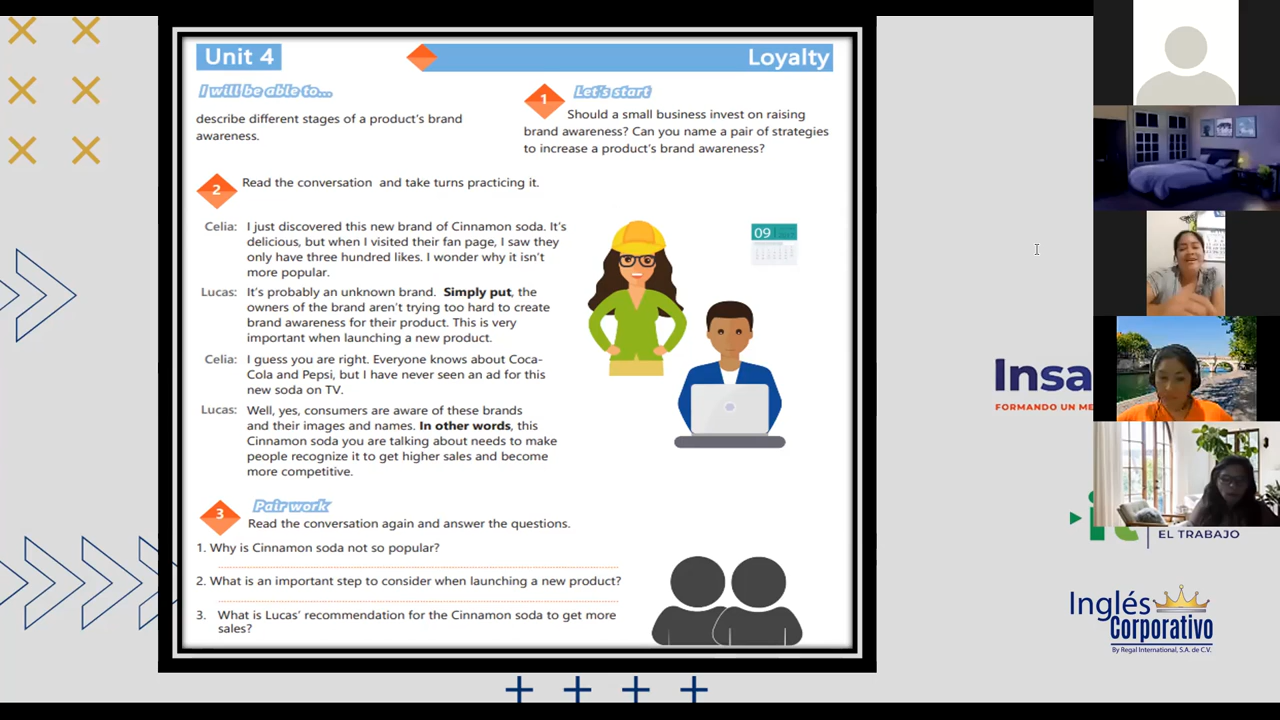 Unit 4
Loyalty
I will be able to...
describe different stages of a product's brand
awareness.
1
Let's start
Should a small business invest on raising
brand awareness? Can you name a pair of strategies
to increase a product's brand awareness?
2
Read the conversation and take turns practicing it.
Celia: I just discovered this new brand of Cinnamon soda. It's
delicious, but when I visited their fan page, I saw they
only have three hundred likes. I wonder why it isn't
more popular.
Lucas: It's probably an unknown brand. Simply put, the
owners of the brand aren't trying too hard to create
brand awareness for their product. This is very
important when launching a new product.
Celia: I guess you are right. Everyone knows about Coca-
Cola and Pepsi, but I have never seen an ad for this
new soda on TV.
Lucas: Well, yes, consumers are aware of these brands
and their images and names. In other words, this
Cinnamon soda you are talking about needs to make
people recognize it to get higher sales and become
more competitive.
09
3
Pair work
Read the conversation again and answer the questions.
1. Why is Cinnamon soda not so popular?
2. What is an important step to consider when launching a new product?
3. What is Lucas' recommendation for the Cinnamon soda to get more
sales?
Insa
FORMANDO UN ME
EL TRABAJO
Inglés
Corporativo
By Regal International, S.A. de C.V.